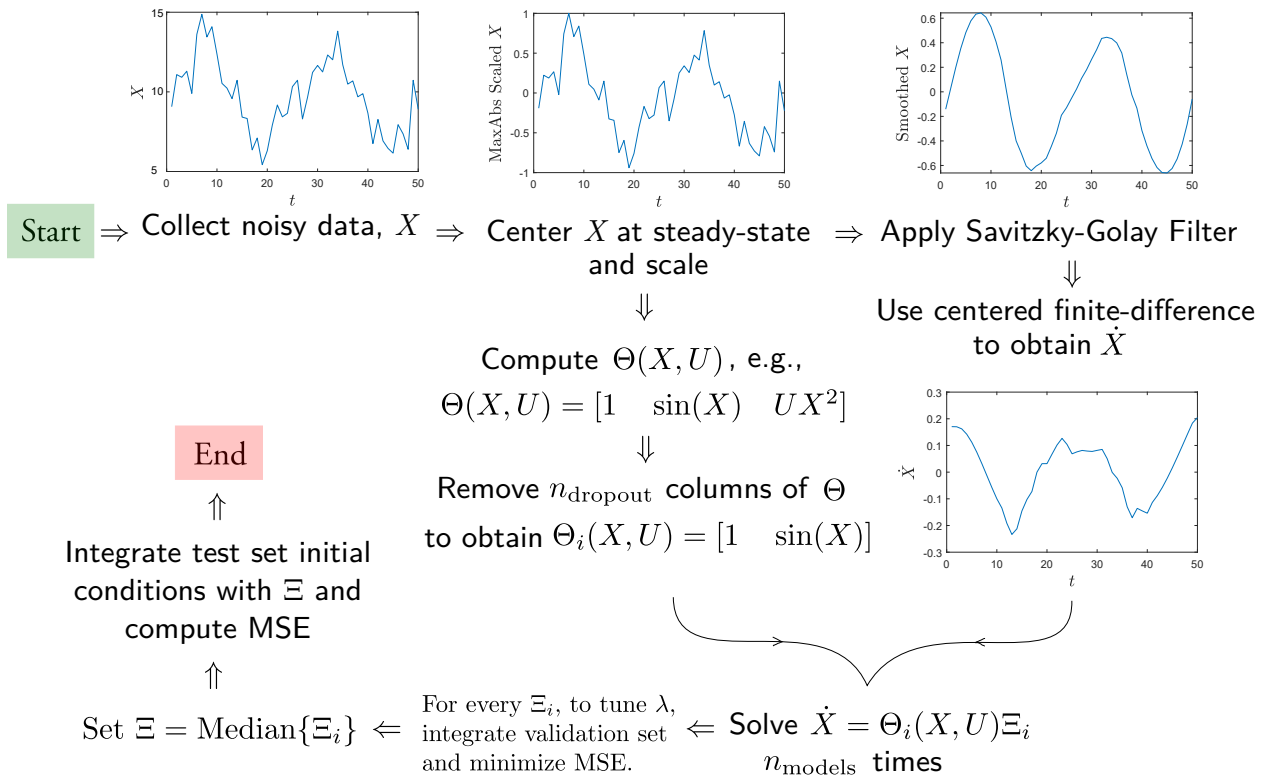 15
10
5
X
0
10
20
30
40
50
t
1
0.5
0
-0.5
-1
MaxAbs Scaled X
0
10
20
30
40
50
t
0.6
0.4
0.2
0
-0.2
-0.4
-0.6
Smoothed X
0
10
20
30
40
50
t
Start ⇒ Collect noisy data, X ⇒ Center X at steady-state ⇒ Apply Savitzky-Golay Filter
and scale
⇓
⇓
Use centered finite-difference
to obtain Ẋ
Compute Θ(X, U), e.g.,
Θ(X, U) = [1 sin(X) UX²]
⇓
Remove n_dropout columns of Θ
to obtain Θᵢ(X, U) = [1 sin(X)]
0.3
0.2
0.1
0
-0.1
-0.2
-0.3
Ẋ
0
10
20
30
40
50
t
Solve Ẋ = Θᵢ(X, U)Ξᵢ
n_models times
⇐
For every Ξᵢ, to tune λ,
integrate validation set
and minimize MSE.
⇐
Set Ξ = Median{Ξᵢ}
⇑
Integrate test set initial
conditions with Ξ and
compute MSE
⇑
End